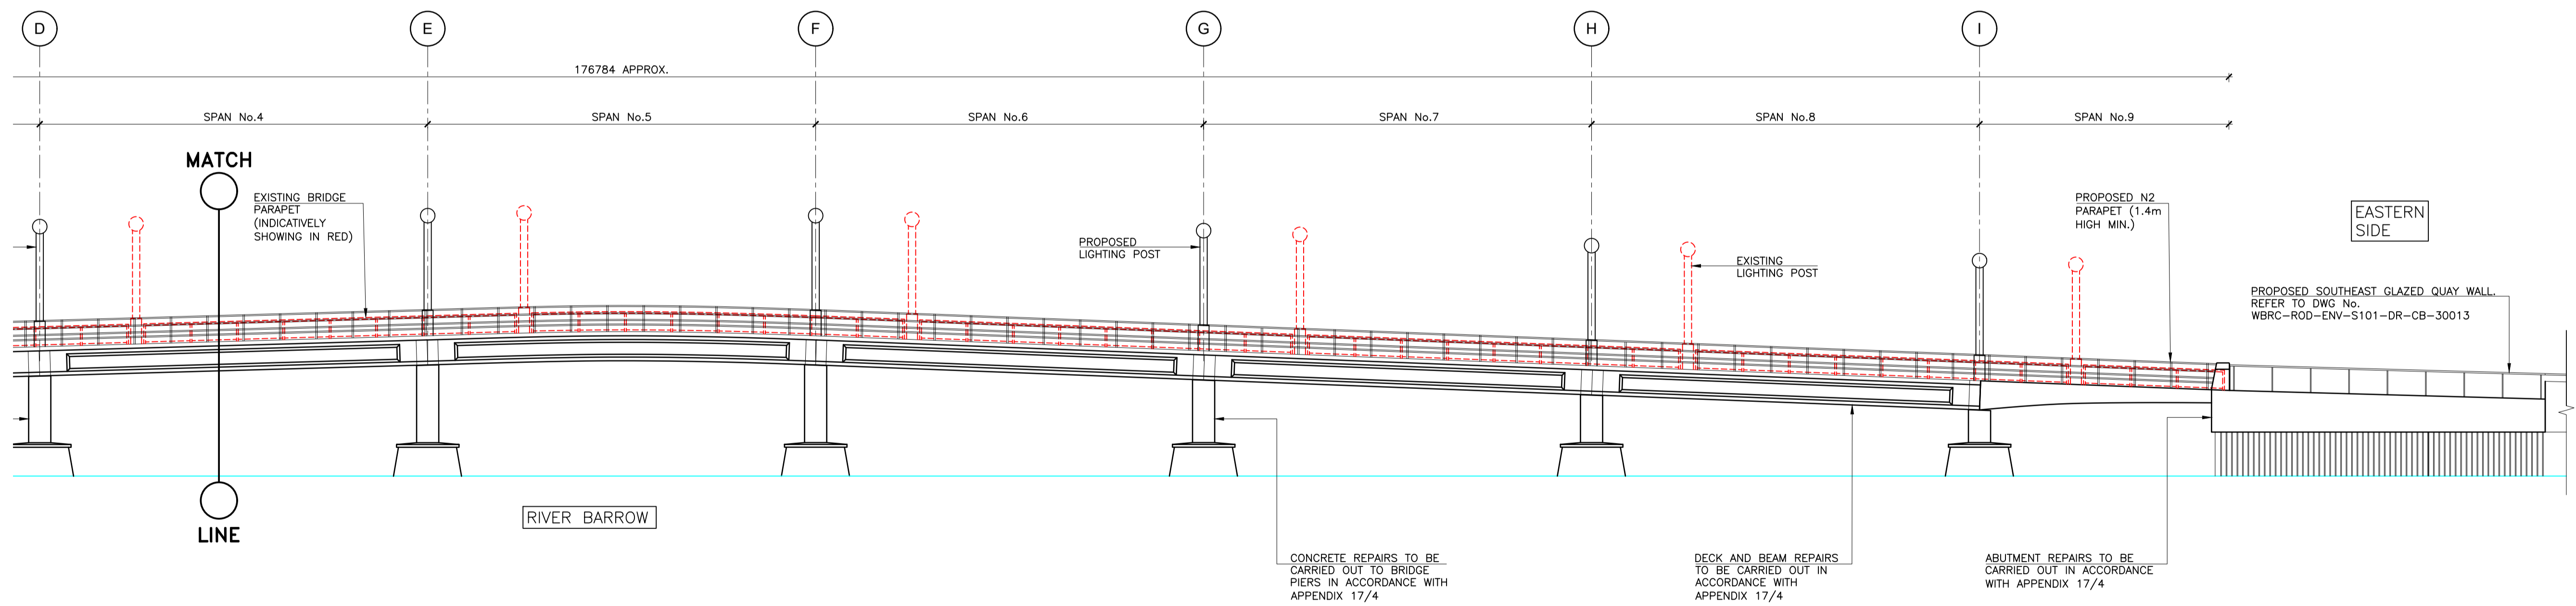 D
E
F
G
H
I
176784 APPROX.
SPAN No.4
SPAN No.5
SPAN No.6
SPAN No.7
SPAN No.8
SPAN No.9
MATCH
EXISTING BRIDGE
PARAPET
(INDICATIVELY
SHOWING IN RED)
PROPOSED
LIGHTING POST
EXISTING
LIGHTING POST
PROPOSED N2
PARAPET (1.4m
HIGH MIN.)
EASTERN
SIDE
PROPOSED SOUTHEAST GLAZED QUAY WALL.
REFER TO DWG No.
WBRC-ROD-ENV-S101-DR-CB-30013
LINE
RIVER BARROW
CONCRETE REPAIRS TO BE
CARRIED OUT TO BRIDGE
PIERS IN ACCORDANCE WITH
APPENDIX 17/4
DECK AND BEAM REPAIRS
TO BE CARRIED OUT IN
ACCORDANCE WITH
APPENDIX 17/4
ABUTMENT REPAIRS TO BE
CARRIED OUT IN ACCORDANCE
WITH APPENDIX 17/4